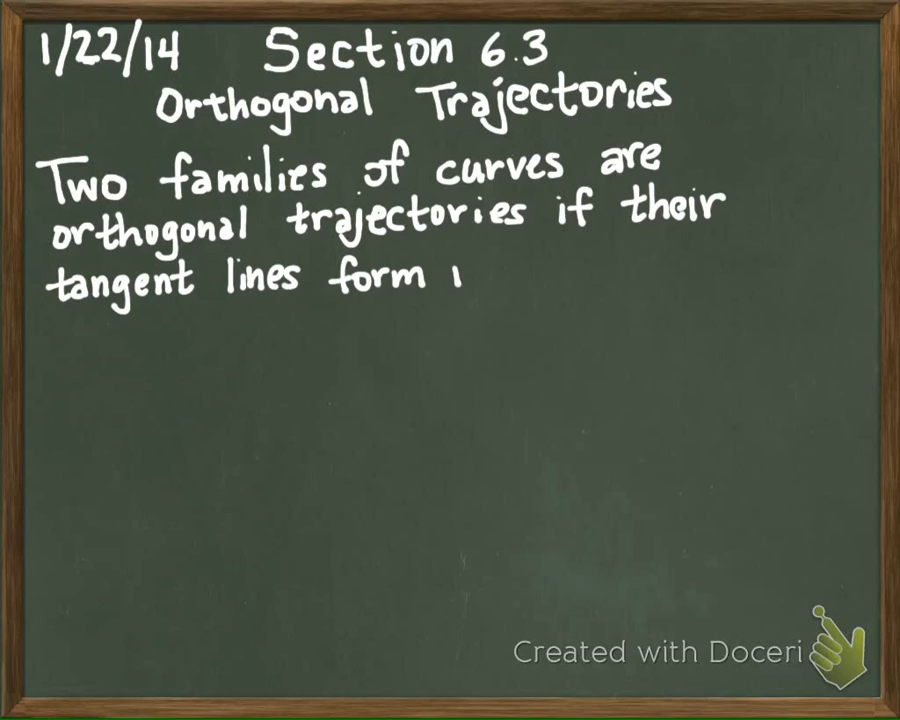 1/22/14 Section 6.3
Orthogonal Trajectories
Two families of curves are
orthogonal trajectories if their
tangent lines form
Created with Doceri